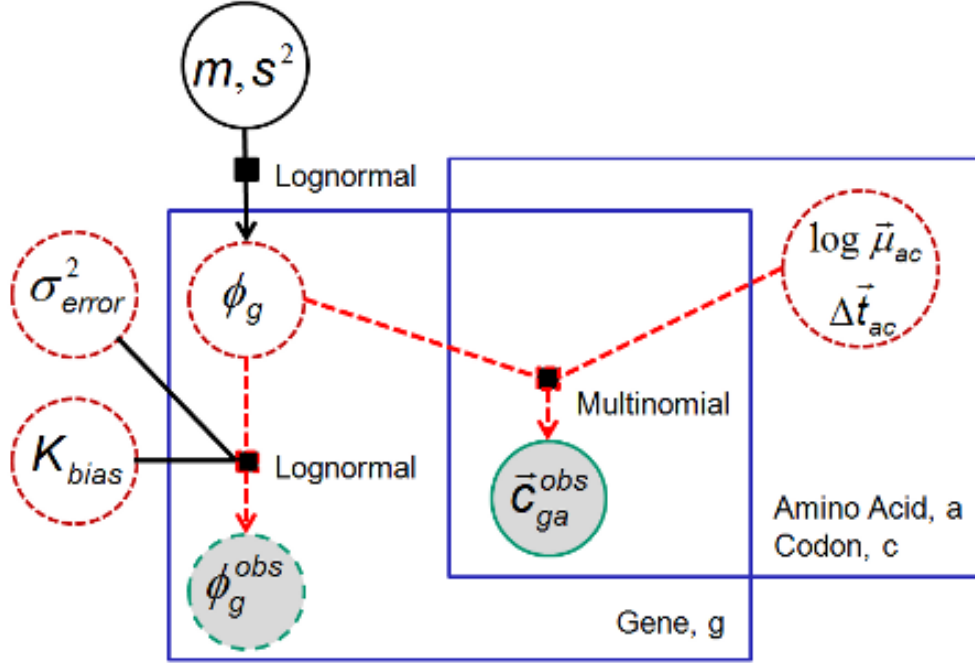 m, s²
Lognormal
σ²error
ϕg
log μ⃗ac
Δt⃗ac
Multinomial
Kbias
Lognormal
c⃗ga^obs
Amino Acid, a
Codon, c
ϕg^obs
Gene, g